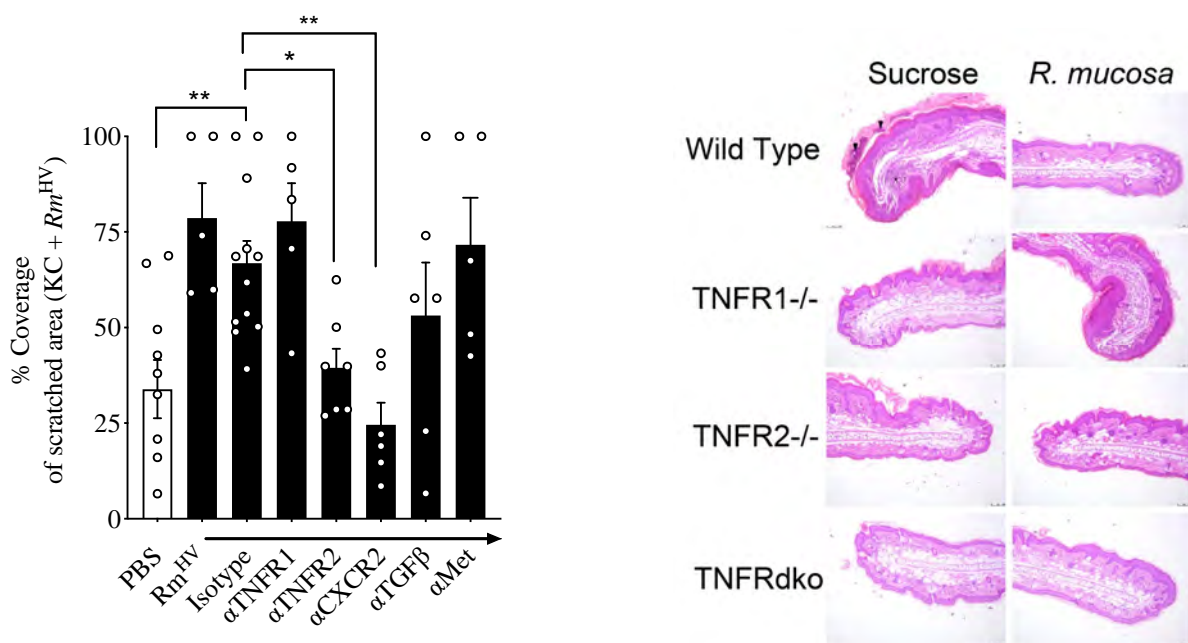 **
**
*
**
100
75
50
25
0
% Coverage
of scratched area (KC + Rm^HV)
PBS
Rm^HV
Isotype
αTNFR1
αTNFR2
αCXCR2
αTGFβ
αMet
Sucrose R. mucosa
Wild Type
TNFR1-/-
TNFR2-/-
TNFRdko